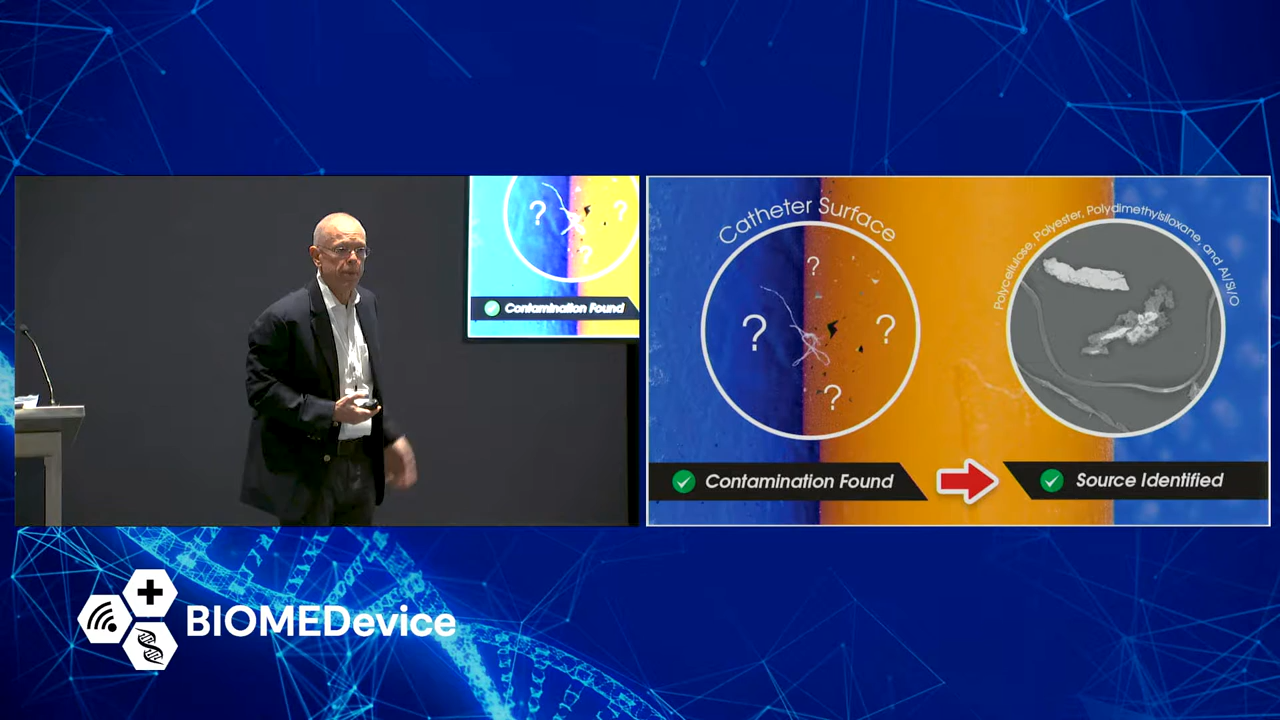 ?
?
?
Contamination Found
Catheter Surface
?
?
?
?
Contamination Found
Polycellulose, Polyester, Polydimethylsiloxane, and Al/Si/O
Source Identified
BIOMEDevice